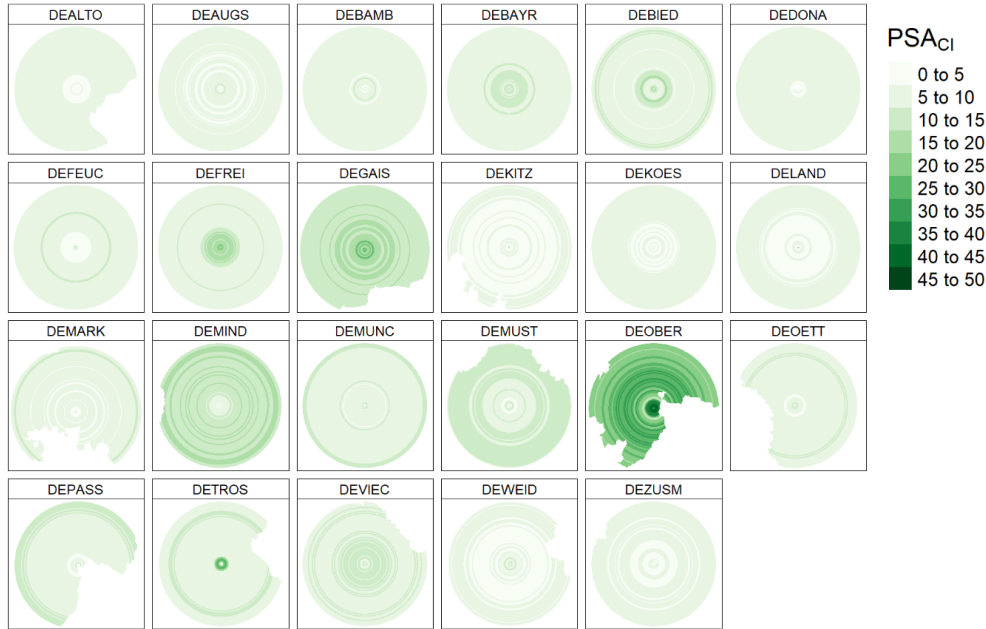 DEALTO DEAUGS DEBAMB DEBAYR DEBIED DEDONA
PSACI
0 to 5
5 to 10
10 to 15
15 to 20
20 to 25
25 to 30
30 to 35
35 to 40
40 to 45
45 to 50
DEFEUC DEFREI DEGAIS DEKITZ DEKOES DELAND
DEMARK DEMIND DEMUNC DEMUST DEOBER DEOETT
DEPASS DETROS DEVIEC DEWEID DEZUSM